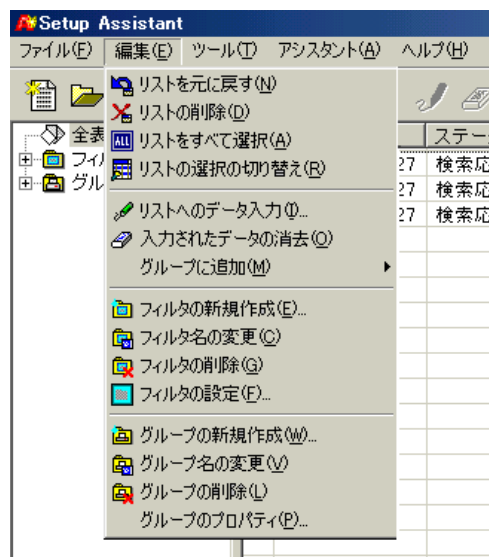 Setup Assistant
ファイル(F) 編集(E) ツール(T) アシスタント(A) ヘルプ(H)
リストを元に戻す(N)
リストの削除(D)
ALL リストをすべて選択(A)
リストの選択の切り替え(R)
リストへのデータ入力(I)...
入力されたデータの消去(O)
グループに追加(M)
フィルタの新規作成(E)...
フィルタ名の変更(C)
フィルタの削除(G)
フィルタの設定(F)...
グループの新規作成(W)...
グループ名の変更(V)
グループの削除(L)
グループのプロパティ(P)...
全表
フィル
グル
ステー
27 検索応
27 検索応
27 検索応